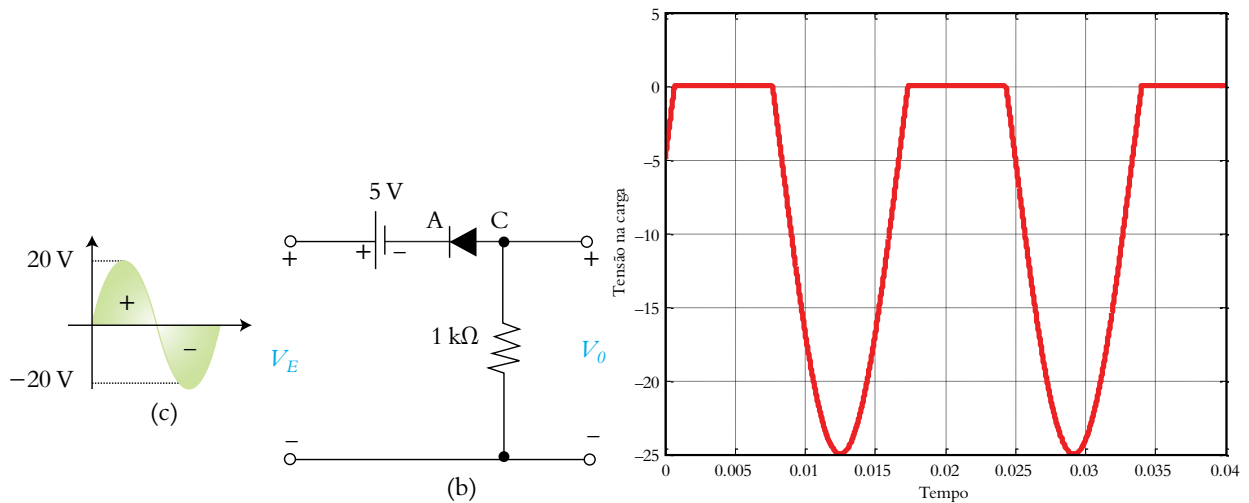 20 V
+
−
−20 V
(c)
5 V
A
C
+
+
−
+
1 kΩ
V_E
V_0
−
−
(b)
5
0
−5
−10
−15
−20
−25
Tensão na carga
0
0.005
0.01
0.015
0.02
0.025
0.03
0.035
0.04
Tempo